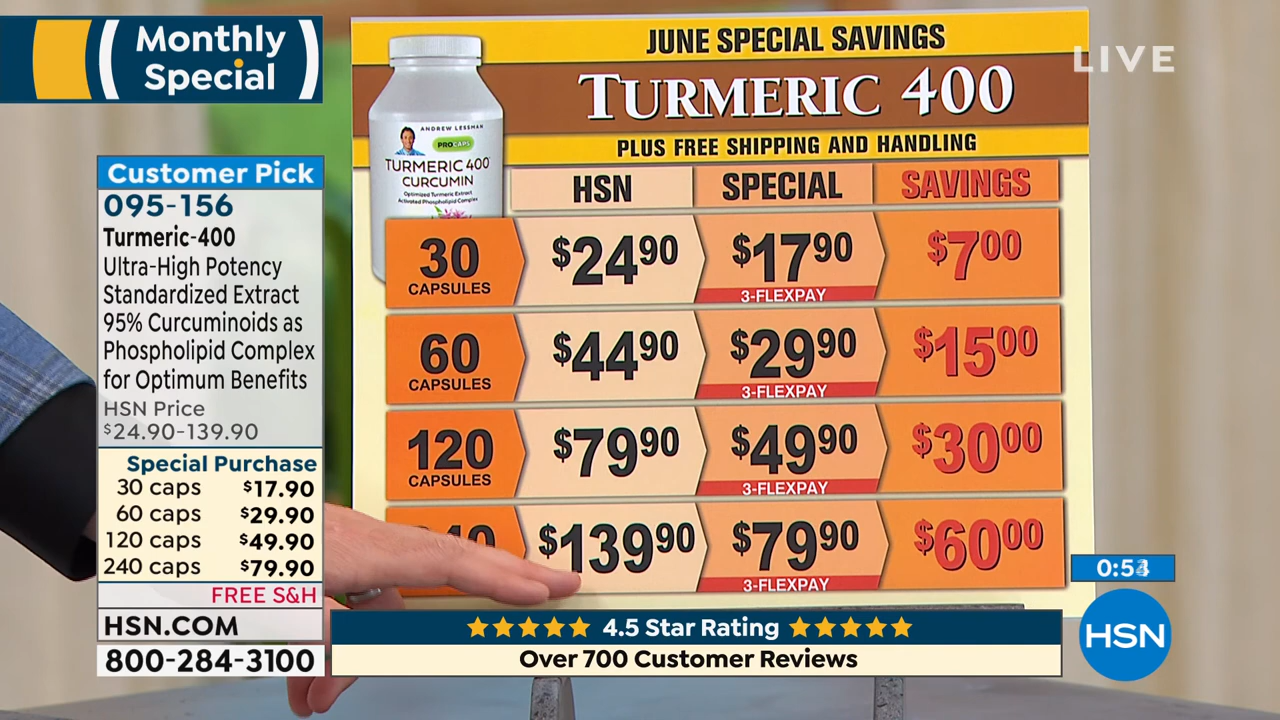 Monthly
Special
LIVE
JUNE SPECIAL SAVINGS
TURMERIC 400
PLUS FREE SHIPPING AND HANDLING
ANDREW LESSMAN
PROCAPS
TURMERIC 400
CURCUMIN
Optimized Turmeric Extract
Activated Phospholipid Complex
HSN SPECIAL SAVINGS
30 CAPSULES $24.90 $17.90 3-FLEXPAY $7.00
60 CAPSULES $44.90 $29.90 3-FLEXPAY $15.00
120 CAPSULES $79.90 $49.90 3-FLEXPAY $30.00
$139.90 $79.90 3-FLEXPAY $60.00
Customer Pick
095-156
Turmeric-400
Ultra-High Potency
Standardized Extract
95% Curcuminoids as
Phospholipid Complex
for Optimum Benefits
HSN Price
$24.90-139.90
Special Purchase
30 caps $17.90
60 caps $29.90
120 caps $49.90
240 caps $79.90
FREE S&H
HSN.COM
800-284-3100
4.5 Star Rating
Over 700 Customer Reviews
HSN